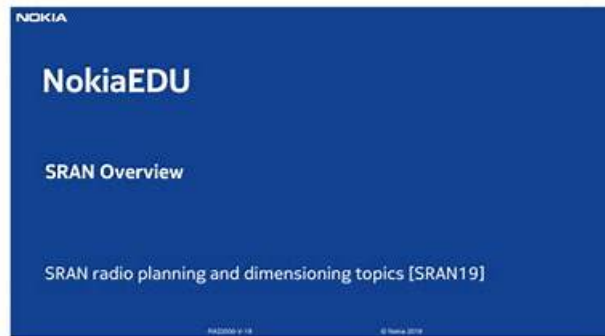 NOKIA
NokiaEDU
SRAN Overview
SRAN radio planning and dimensioning topics [SRAN19]
© Nokia 2019